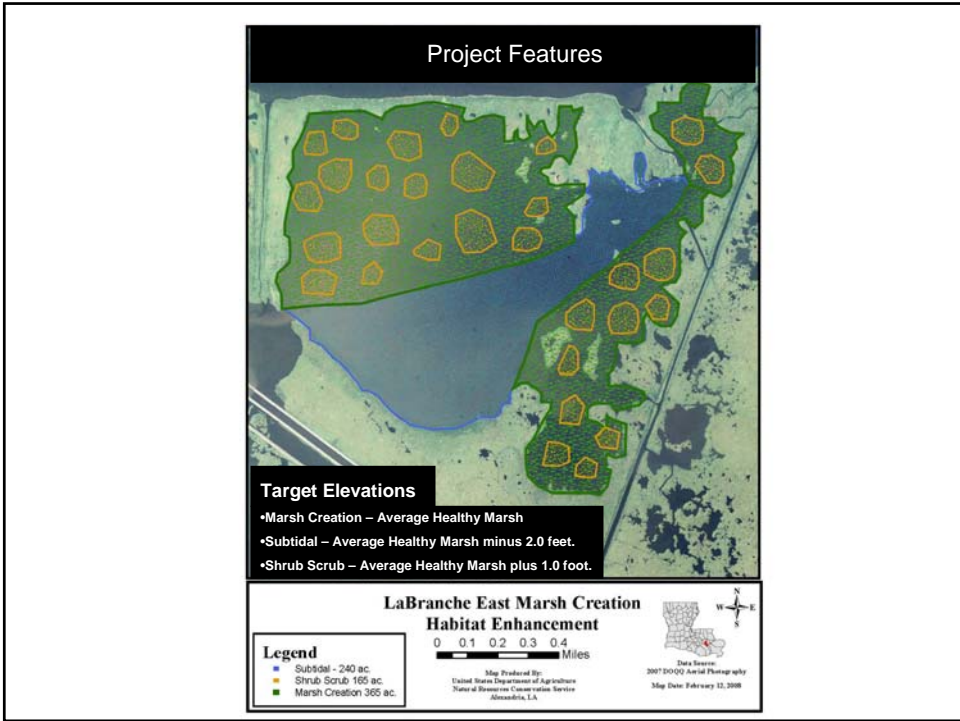 Project Features
Target Elevations
•Marsh Creation – Average Healthy Marsh
•Subtidal – Average Healthy Marsh minus 2.0 feet.
•Shrub Scrub – Average Healthy Marsh plus 1.0 foot.
LaBranche East Marsh Creation
Habitat Enhancement
0 0.1 0.2 0.3 0.4
Miles
Map Produced By:
United States Department of Agriculture
Natural Resources Conservation Service
Alexandria, LA
Legend
Subtidal - 240 ac.
Shrub Scrub 165 ac.
Marsh Creation 365 ac.
N
W E
S
Data Source:
2007 DOQQ Aerial Photography
Map Date: February 12, 2008